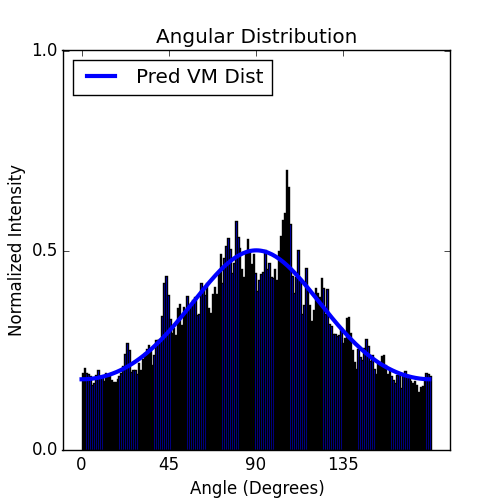 Angular Distribution
Pred VM Dist
1.0
0.5
0.0
Normalized Intensity
0 45 90 135
Angle (Degrees)